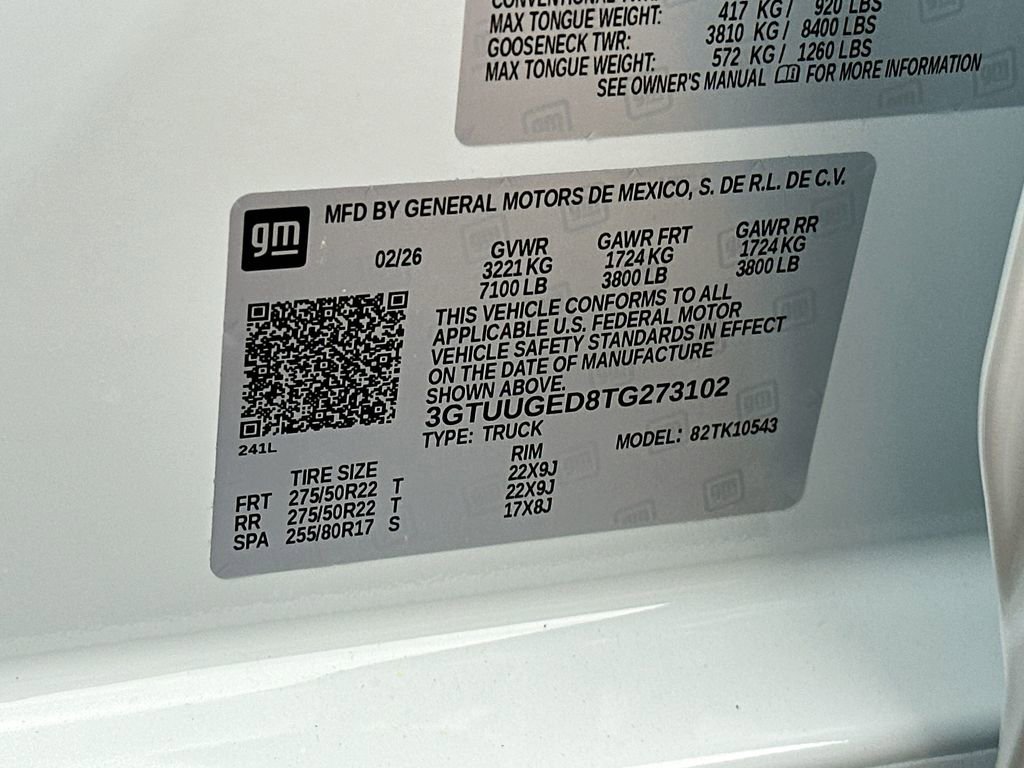 MAX TONGUE WEIGHT: 417 KG / 920 LBS
GOOSENECK TWR: 3810 KG / 8400 LBS
MAX TONGUE WEIGHT: 572 KG / 1260 LBS
SEE OWNER'S MANUAL FOR MORE INFORMATION
gm
MFD BY GENERAL MOTORS DE MEXICO, S. DE R.L. DE C.V.
02/26
GVWR GAWR FRT GAWR RR
3221 KG 1724 KG 1724 KG
7100 LB 3800 LB 3800 LB
THIS VEHICLE CONFORMS TO ALL
APPLICABLE U.S. FEDERAL MOTOR
VEHICLE SAFETY STANDARDS IN EFFECT
ON THE DATE OF MANUFACTURE
SHOWN ABOVE.
3GTUUGED8TG273102
TYPE: TRUCK MODEL: 82TK10543
241L
TIRE SIZE RIM
FRT 275/50R22 T 22X9J
RR 275/50R22 T 22X9J
SPA 255/80R17 S 17X8J